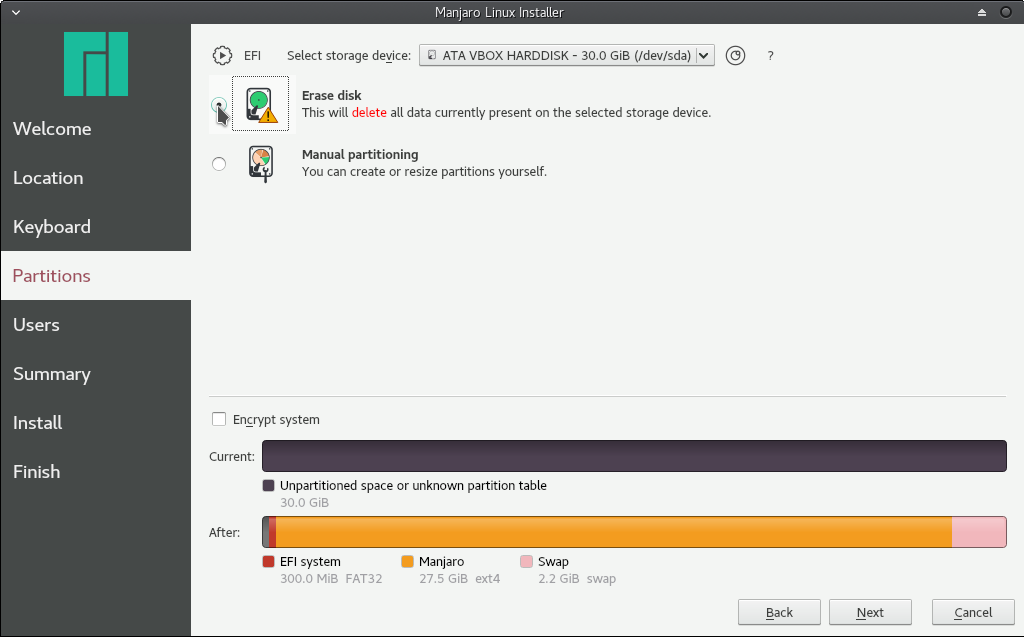 Manjaro Linux Installer
EFI Select storage device: ATA VBOX HARDDISK - 30.0 GiB (/dev/sda) ?
Erase disk
This will delete all data currently present on the selected storage device.
Manual partitioning
You can create or resize partitions yourself.
Welcome
Location
Keyboard
Partitions
Users
Summary
Install
Finish
Encrypt system
Current:
Unpartitioned space or unknown partition table
30.0 GiB
After:
EFI system Manjaro Swap
300.0 MiB FAT32 27.5 GiB ext4 2.2 GiB swap
Back Next Cancel